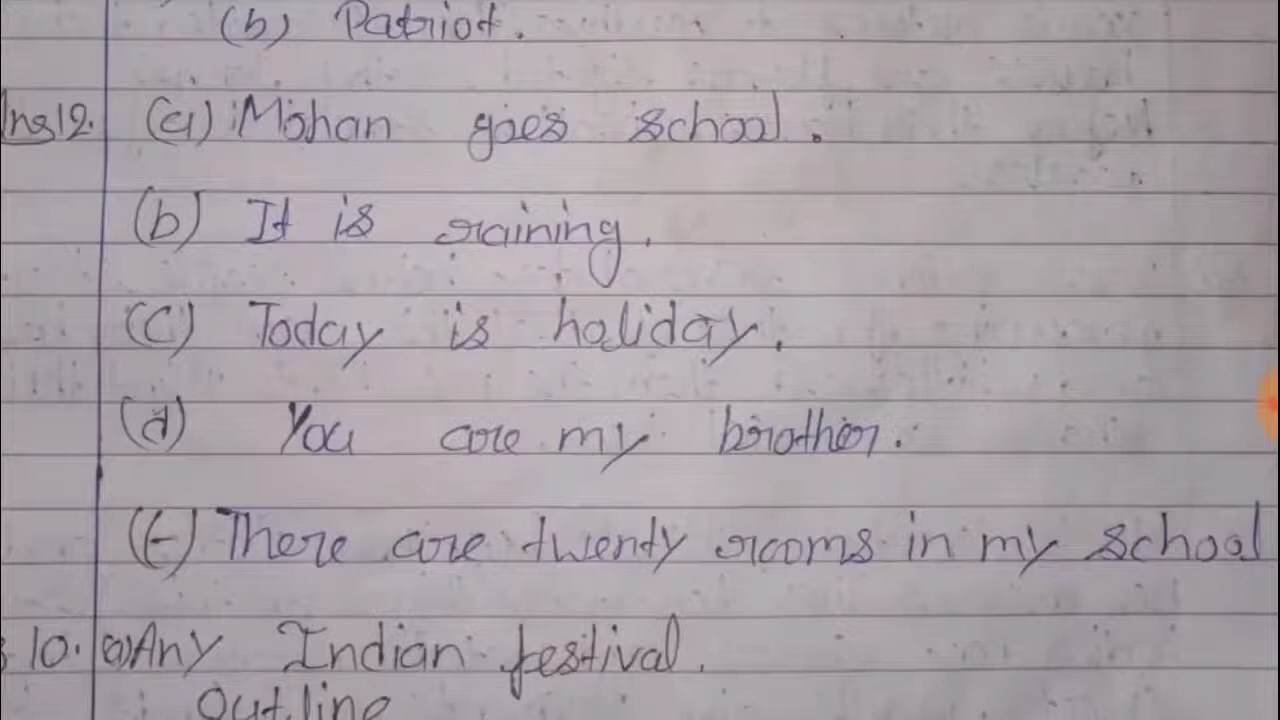 (b) Patriot.
Ans12. (a) Mohan goes school.
(b) It is raining.
(C) Today is holiday.
(d) You are my brother.
(E) There are twenty rooms in my school
10. (a) Any Indian festival.
Outline